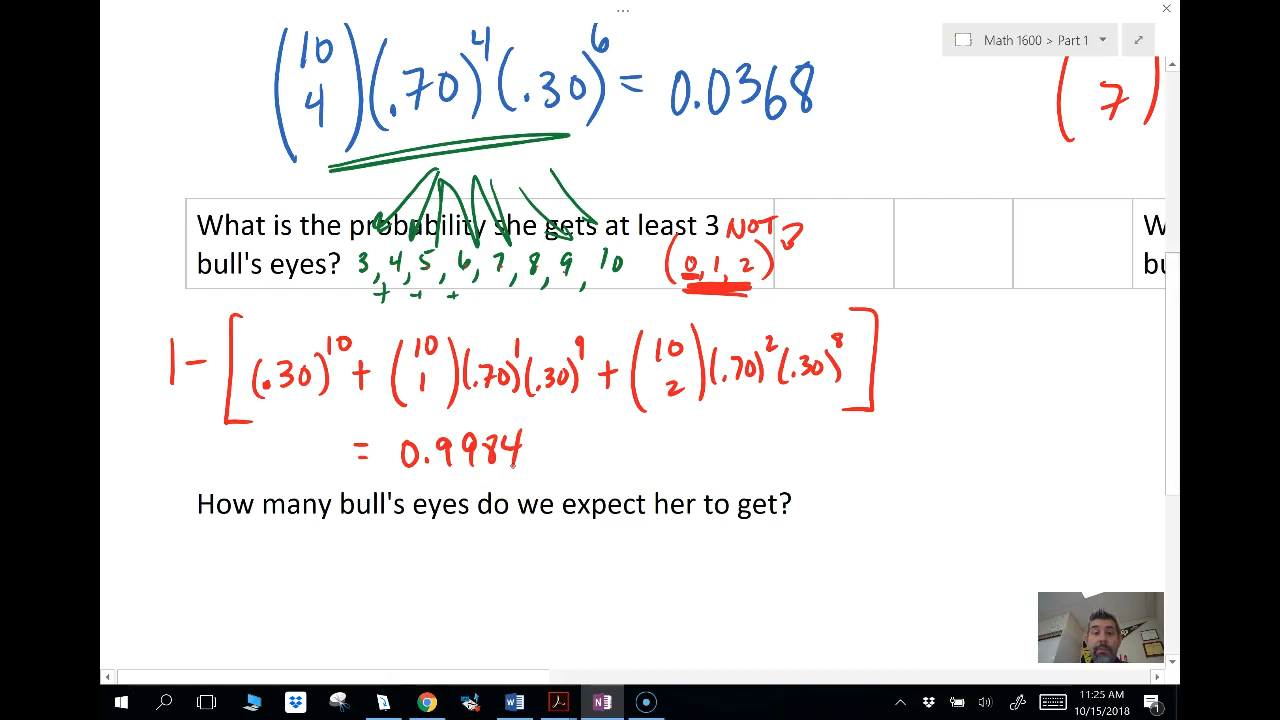 Math 1600 > Part 1
(10 4) (.70)^4 (.30)^6 = 0.0368
( 7 )
What is the probability she gets at least 3
NOT
bull's eyes? 3, 4, 5, 6, 7, 8, 9, 10 (0, 1, 2)
+ + +
W
bu
1 - [(.30)^10 + (10 1)(.70)^1(.30)^9 + (10 2)(.70)^2(.30)^8]
= 0.9984
How many bull's eyes do we expect her to get?
11:25 AM
10/15/2018